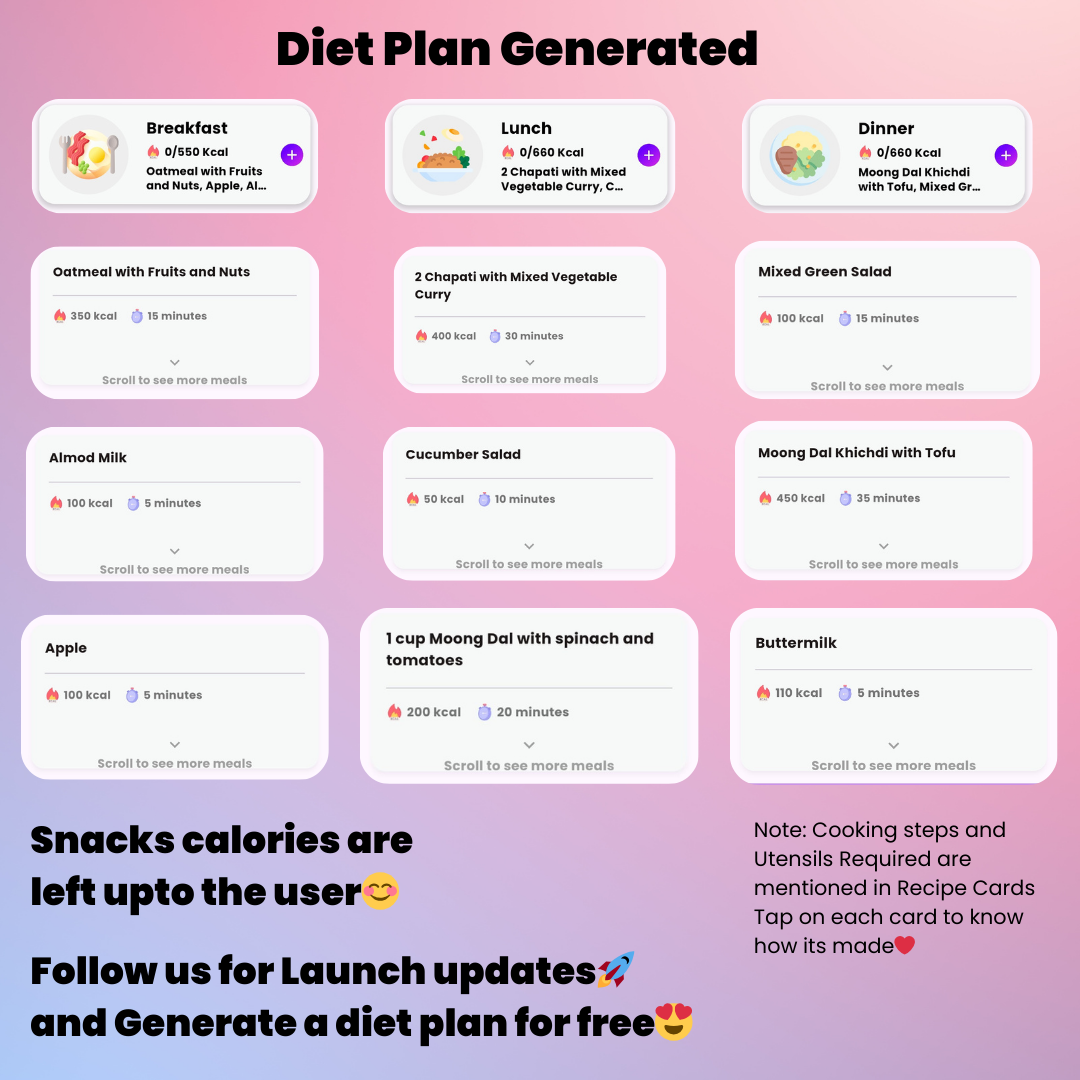 Diet Plan Generated
Breakfast
0/550 Kcal
Oatmeal with Fruits
and Nuts, Apple, Al...
Lunch
0/660 Kcal
2 Chapati with Mixed
Vegetable Curry, C...
Dinner
0/660 Kcal
Moong Dal Khichdi
with Tofu, Mixed Gr...
Oatmeal with Fruits and Nuts
350 kcal 15 minutes
Scroll to see more meals
2 Chapati with Mixed Vegetable
Curry
400 kcal 30 minutes
Scroll to see more meals
Mixed Green Salad
100 kcal 15 minutes
Scroll to see more meals
Almod Milk
100 kcal 5 minutes
Scroll to see more meals
Cucumber Salad
50 kcal 10 minutes
Scroll to see more meals
Moong Dal Khichdi with Tofu
450 kcal 35 minutes
Scroll to see more meals
Apple
100 kcal 5 minutes
Scroll to see more meals
1 cup Moong Dal with spinach and
tomatoes
200 kcal 20 minutes
Scroll to see more meals
Buttermilk
110 kcal 5 minutes
Scroll to see more meals
Snacks calories are
left upto the user😊
Note: Cooking steps and
Utensils Required are
mentioned in Recipe Cards
Tap on each card to know
how its made❤️
Follow us for Launch updates🚀
and Generate a diet plan for free😍